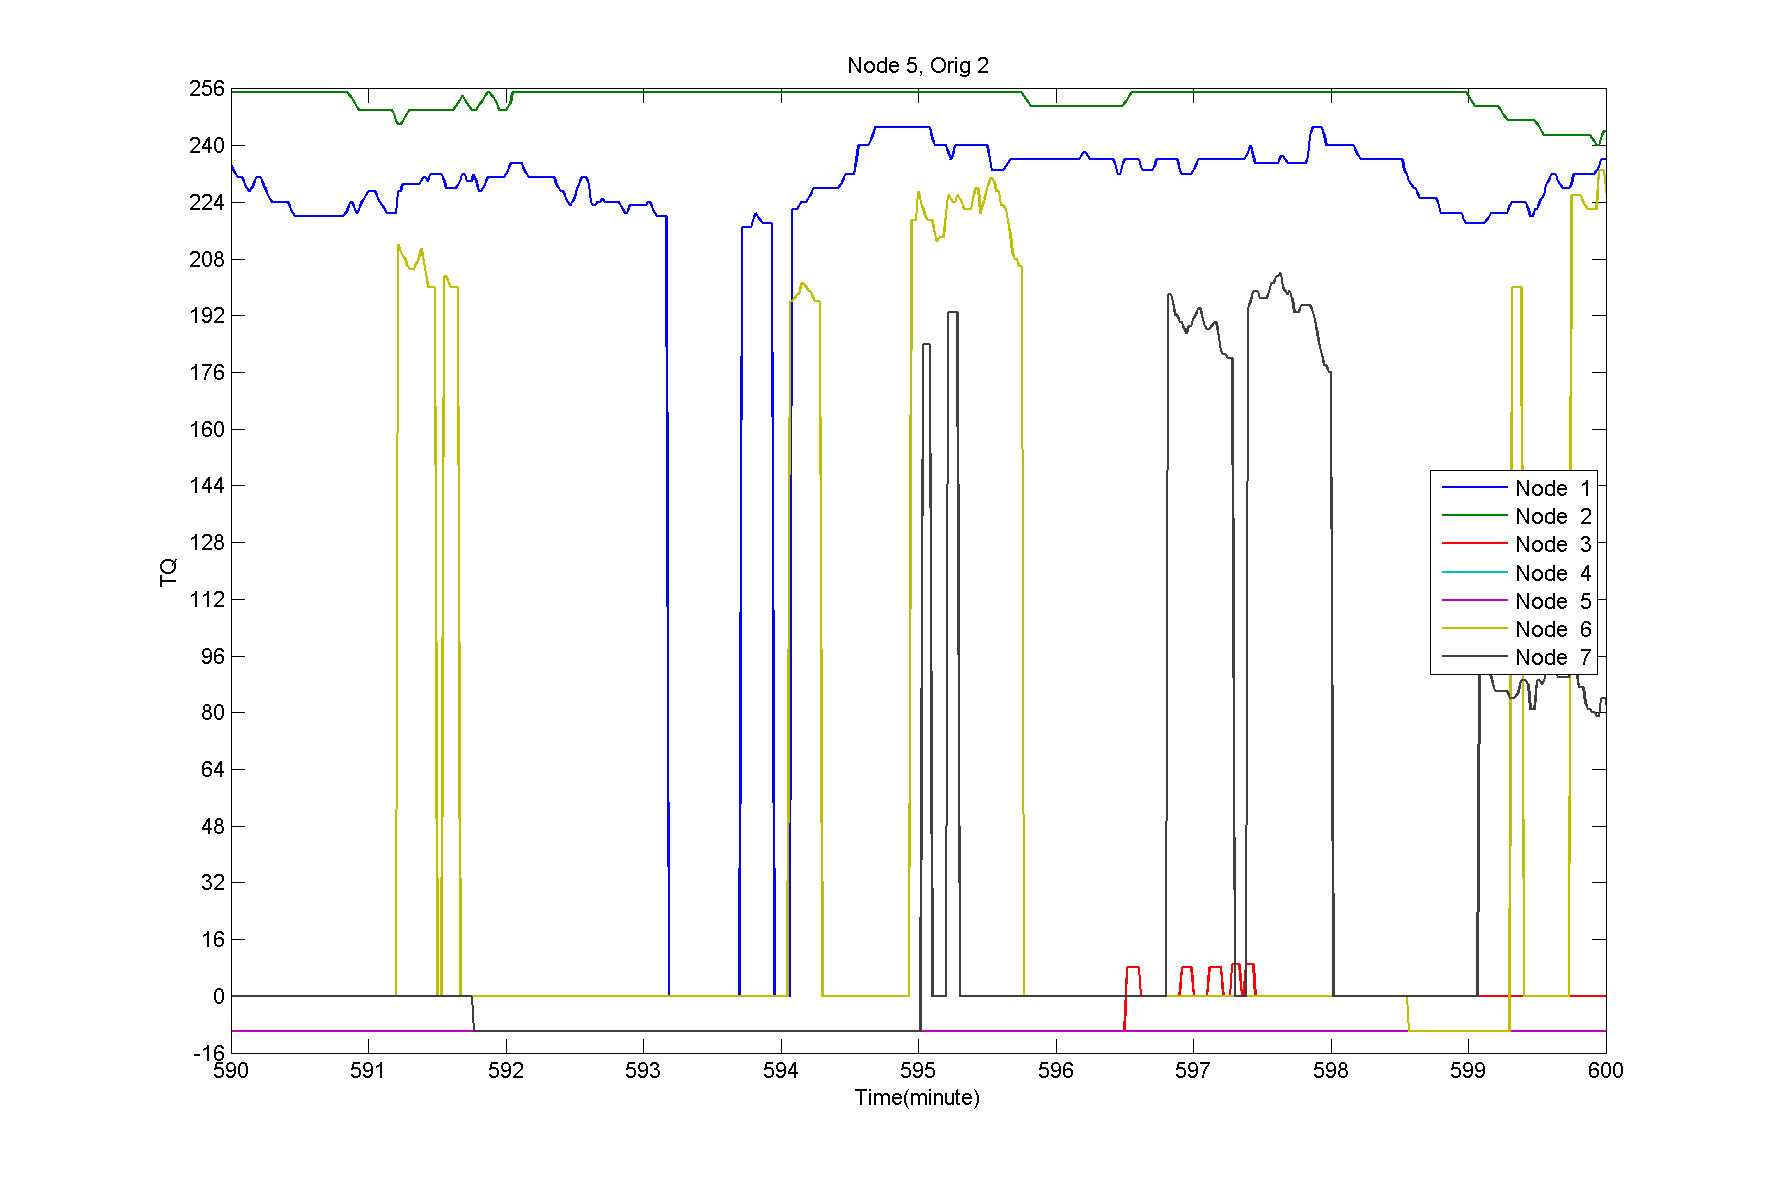 Node 5, Orig 2
256
240
224
208
192
176
160
144
128
112
96
80
64
48
32
16
0
-16
TQ
Node 1
Node 2
Node 3
Node 4
Node 5
Node 6
Node 7
590 591 592 593 594 595 596 597 598 599 600
Time(minute)